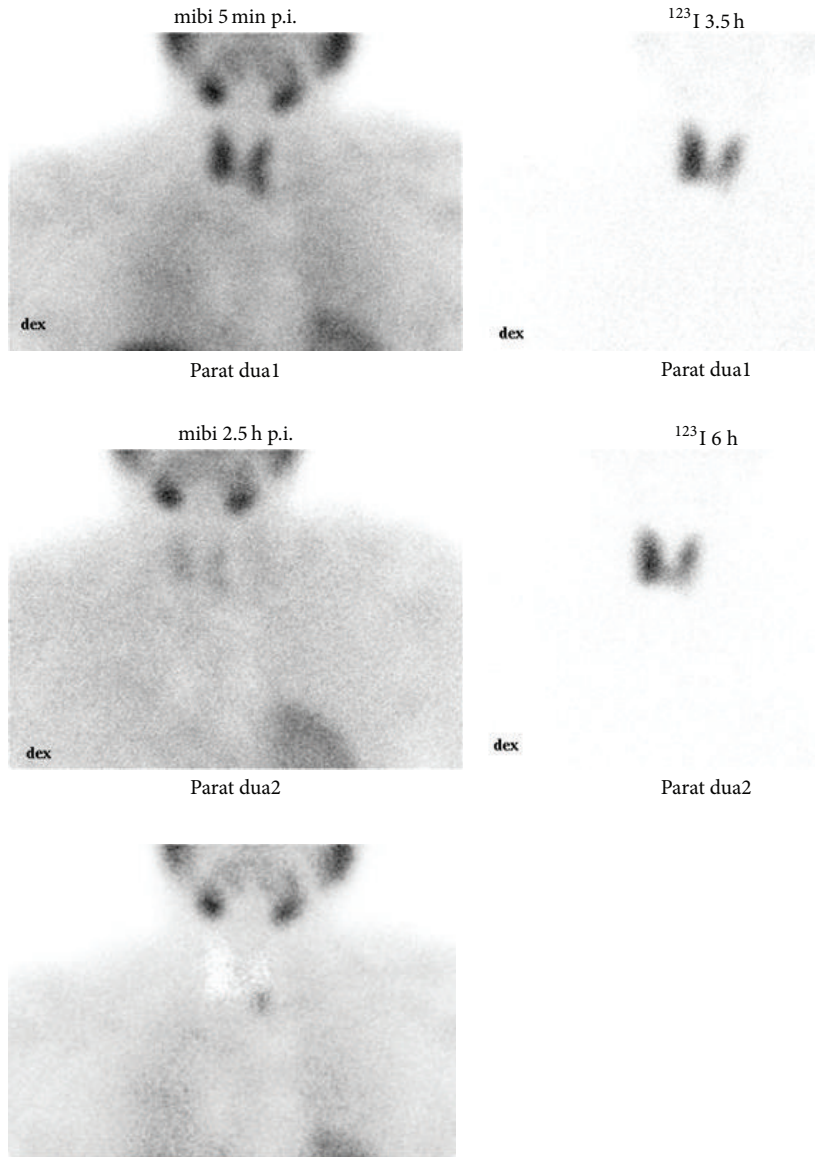 mibi 5 min p.i.
¹²³I 3.5 h
dex
dex
Parat dua1
Parat dua1
mibi 2.5 h p.i.
¹²³I 6 h
dex
dex
Parat dua2
Parat dua2